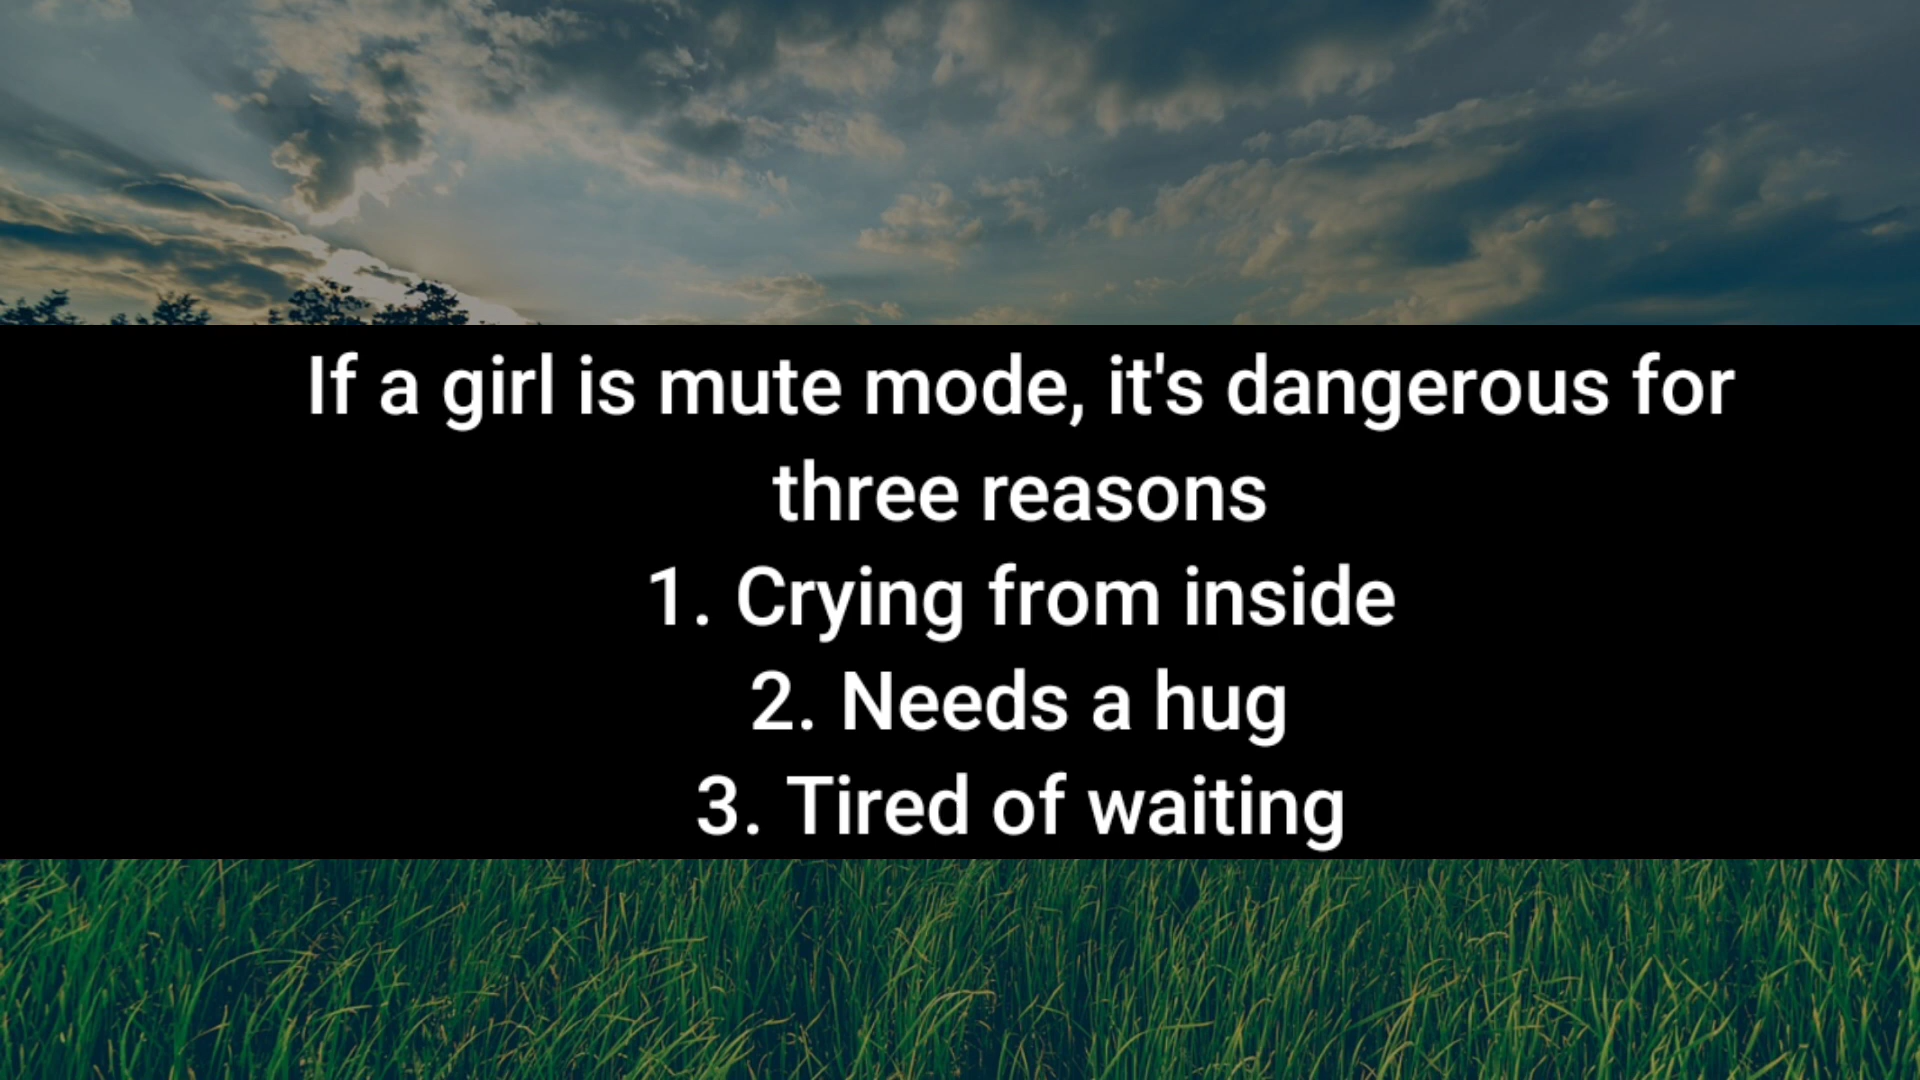 If a girl is mute mode, it's dangerous for
three reasons
1. Crying from inside
2. Needs a hug
3. Tired of waiting